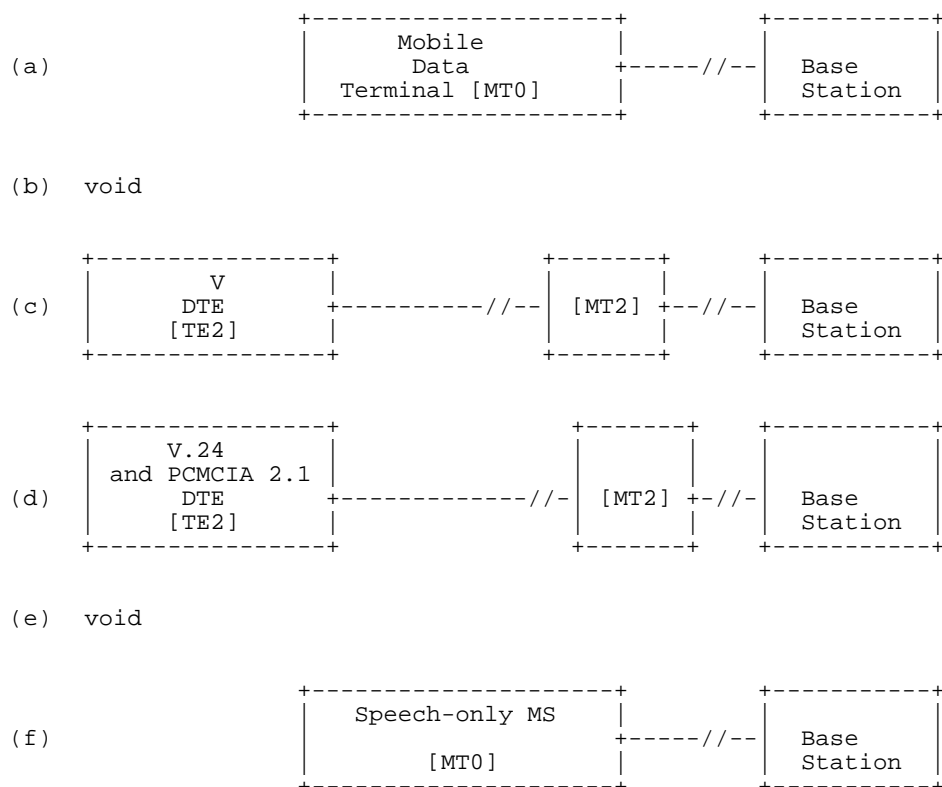 Mobile
(a) Data Base
Terminal [MT0] Station
(b) void
V
(c) DTE [MT2] Base
[TE2] Station
V.24
and PCMCIA 2.1
(d) DTE [MT2] Base
[TE2] Station
(e) void
Speech-only MS
(f) Base
[MT0] Station